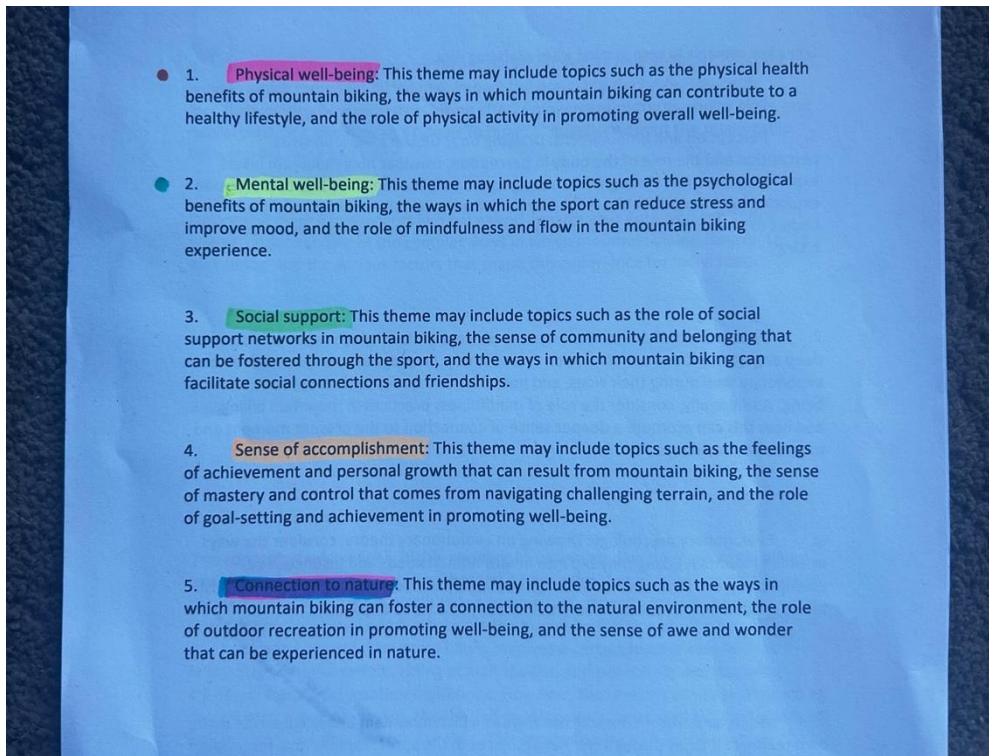 1. Physical well-being: This theme may include topics such as the physical health
benefits of mountain biking, the ways in which mountain biking can contribute to a
healthy lifestyle, and the role of physical activity in promoting overall well-being.
2. Mental well-being: This theme may include topics such as the psychological
benefits of mountain biking, the ways in which the sport can reduce stress and
improve mood, and the role of mindfulness and flow in the mountain biking
experience.
3. Social support: This theme may include topics such as the role of social
support networks in mountain biking, the sense of community and belonging that
can be fostered through the sport, and the ways in which mountain biking can
facilitate social connections and friendships.
4. Sense of accomplishment: This theme may include topics such as the feelings
of achievement and personal growth that can result from mountain biking, the sense
of mastery and control that comes from navigating challenging terrain, and the role
of goal-setting and achievement in promoting well-being.
5. Connection to nature: This theme may include topics such as the ways in
which mountain biking can foster a connection to the natural environment, the role
of outdoor recreation in promoting well-being, and the sense of awe and wonder
that can be experienced in nature.